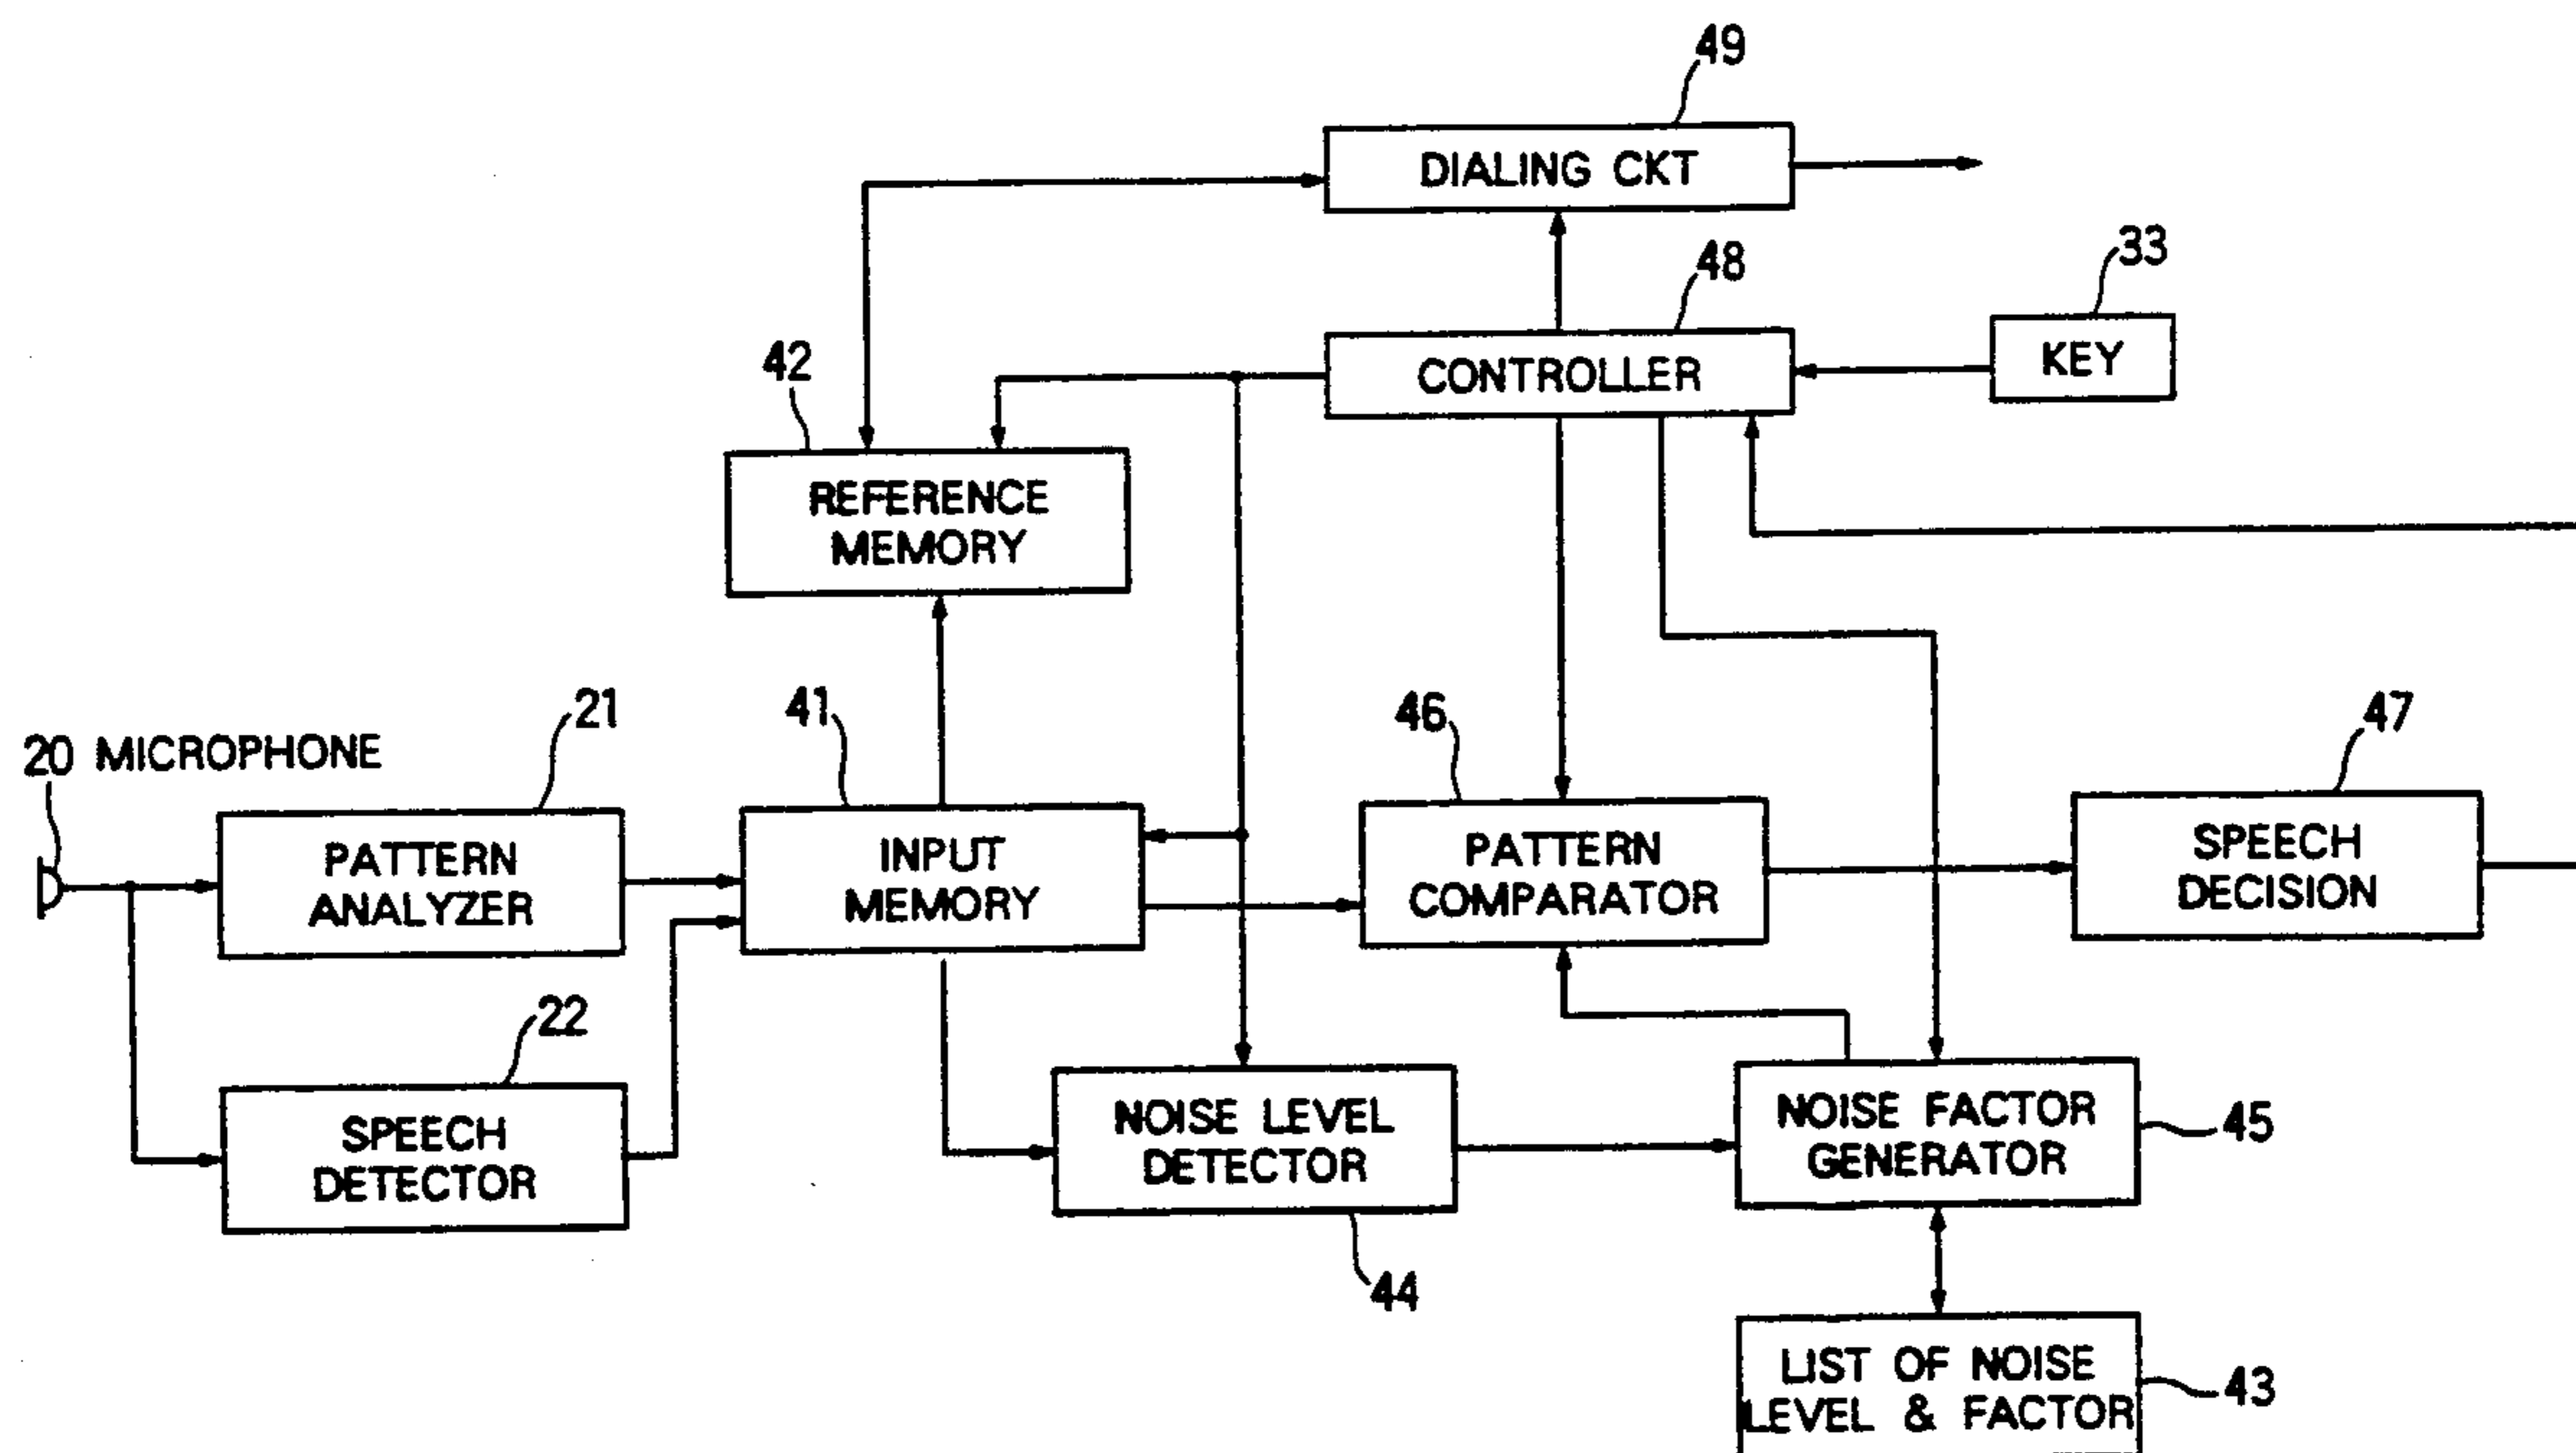 49
DIALING CKT
48
33
CONTROLLER
KEY
42
REFERENCE
MEMORY
20 MICROPHONE
21
41
46
47
PATTERN
ANALYZER
INPUT
MEMORY
PATTERN
COMPARATOR
SPEECH
DECISION
22
SPEECH
DETECTOR
NOISE LEVEL
DETECTOR
44
NOISE FACTOR
GENERATOR
45
LIST OF NOISE
LEVEL & FACTOR
43